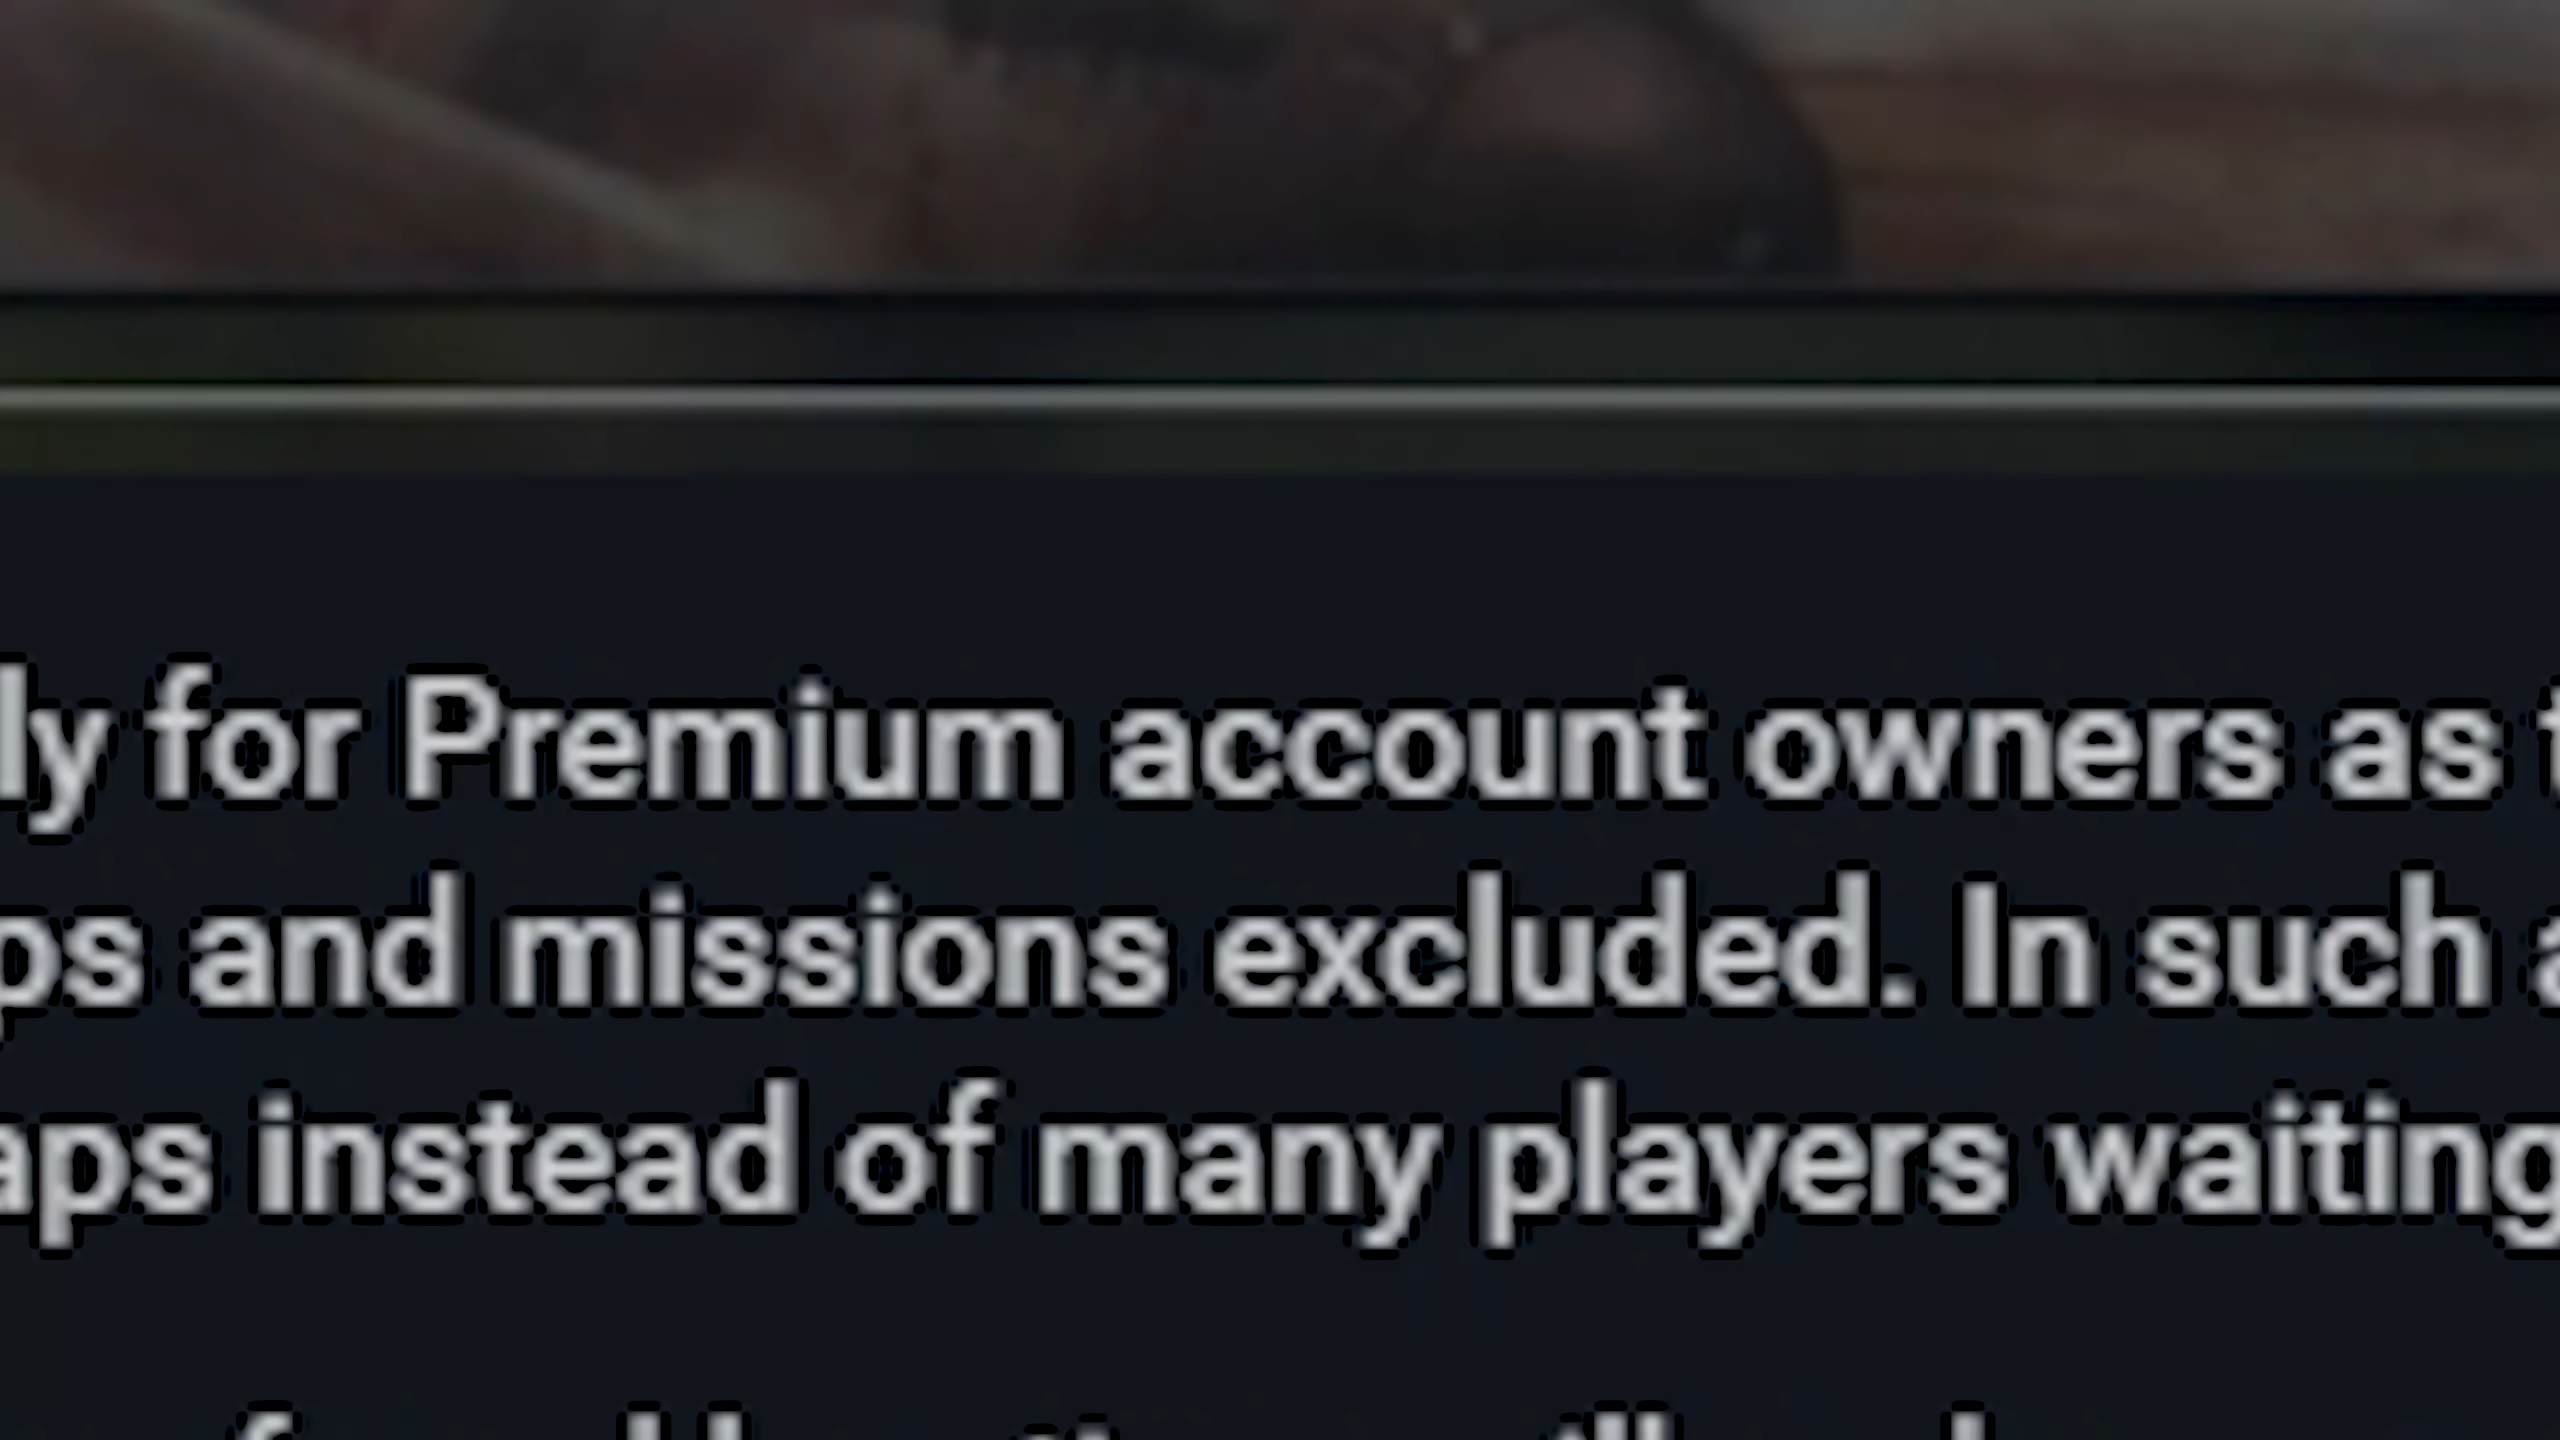 ly for Premium account owners as t
ps and missions excluded. In such a
aps instead of many players waiting